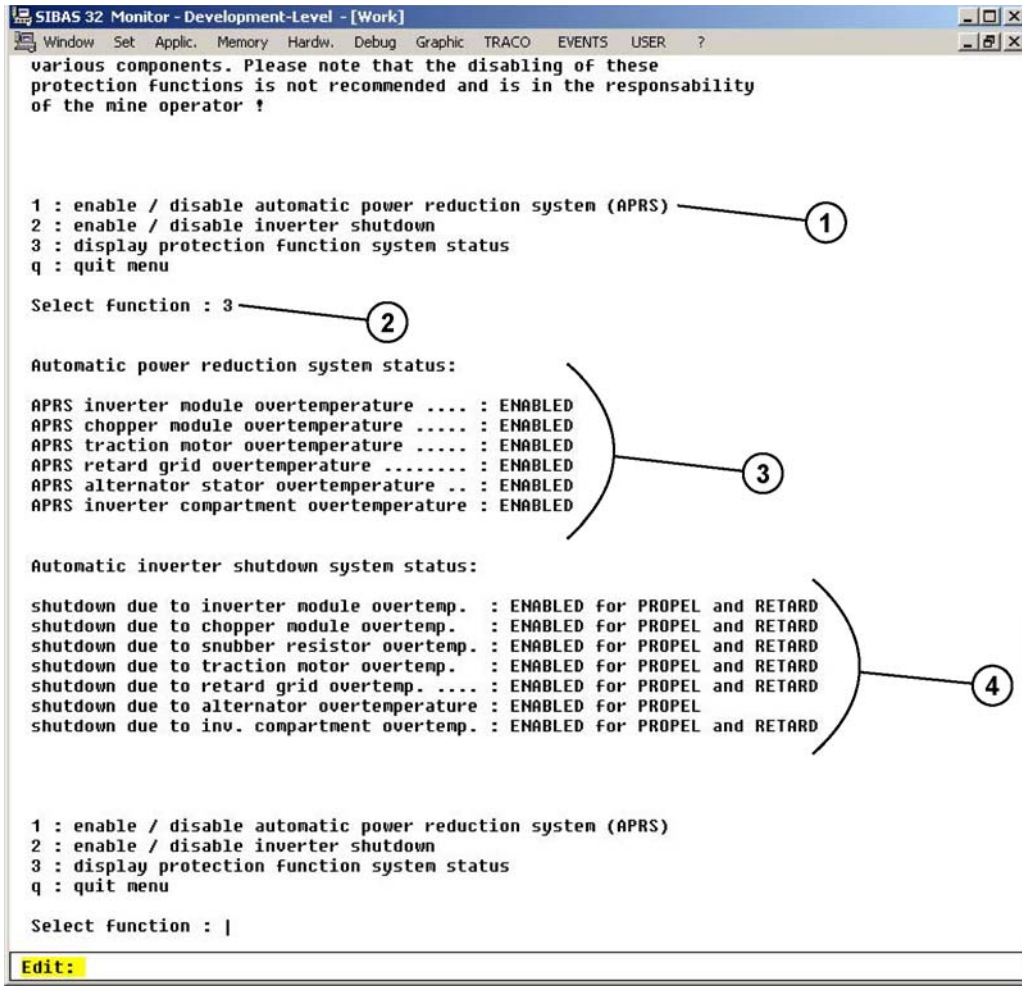 SIBAS 32 Monitor - Development-Level - [Work]
Window Set Applic. Memory Hardw. Debug Graphic TRACO EVENTS USER ?
various components. Please note that the disabling of these
protection functions is not recommended and is in the responsability
of the mine operator !
1 : enable / disable automatic power reduction system (APRS)
1
2 : enable / disable inverter shutdown
3 : display protection function system status
q : quit menu
Select function : 3
2
Automatic power reduction system status:
APRS inverter module overtemperature .... : ENABLED
APRS chopper module overtemperature ..... : ENABLED
APRS traction motor overtemperature ..... : ENABLED
APRS retard grid overtemperature ........ : ENABLED
APRS alternator stator overtemperature .. : ENABLED
APRS inverter compartment overtemperature : ENABLED
3
Automatic inverter shutdown system status:
shutdown due to inverter module overtemp. : ENABLED for PROPEL and RETARD
shutdown due to chopper module overtemp. : ENABLED for PROPEL and RETARD
shutdown due to snubber resistor overtemp. : ENABLED for PROPEL and RETARD
shutdown due to traction motor overtemp. : ENABLED for PROPEL and RETARD
shutdown due to retard grid overtemp. .... : ENABLED for PROPEL and RETARD
shutdown due to alternator overtemperature : ENABLED for PROPEL
shutdown due to inv. compartment overtemp. : ENABLED for PROPEL and RETARD
4
1 : enable / disable automatic power reduction system (APRS)
2 : enable / disable inverter shutdown
3 : display protection function system status
q : quit menu
Select function : |
Edit: